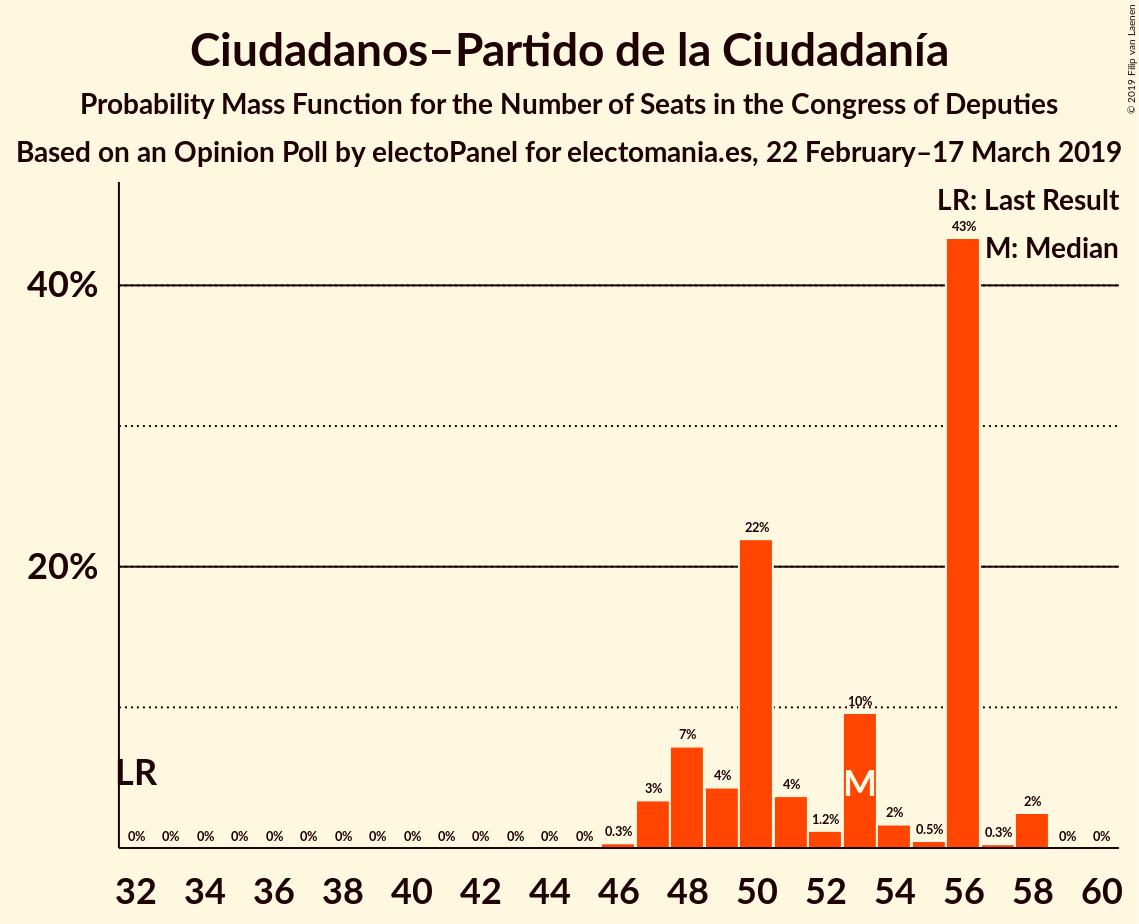 Ciudadanos–Partido de la Ciudadanía
Probability Mass Function for the Number of Seats in the Congress of Deputies
Based on an Opinion Poll by electoPanel for electomania.es, 22 February–17 March 2019
© 2019 Filip van Laenen
LR: Last Result
M: Median
40%
20%
LR
M
0% 0% 0% 0% 0% 0% 0% 0% 0% 0% 0% 0% 0% 0% 0.3% 3% 7% 4% 22% 4% 1.2% 10% 2% 0.5% 43% 0.3% 2% 0% 0%
32 34 36 38 40 42 44 46 48 50 52 54 56 58 60